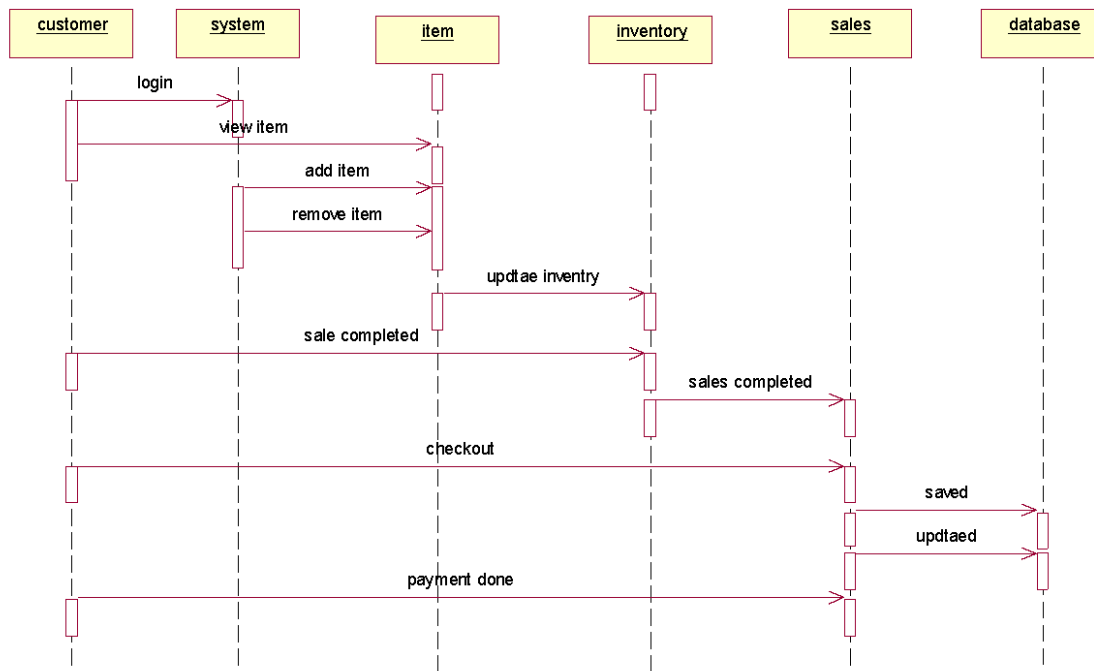 customer
system
item
inventory
sales
database
login
view item
add item
remove item
updtae inventry
sale completed
sales completed
checkout
saved
updtaed
payment done